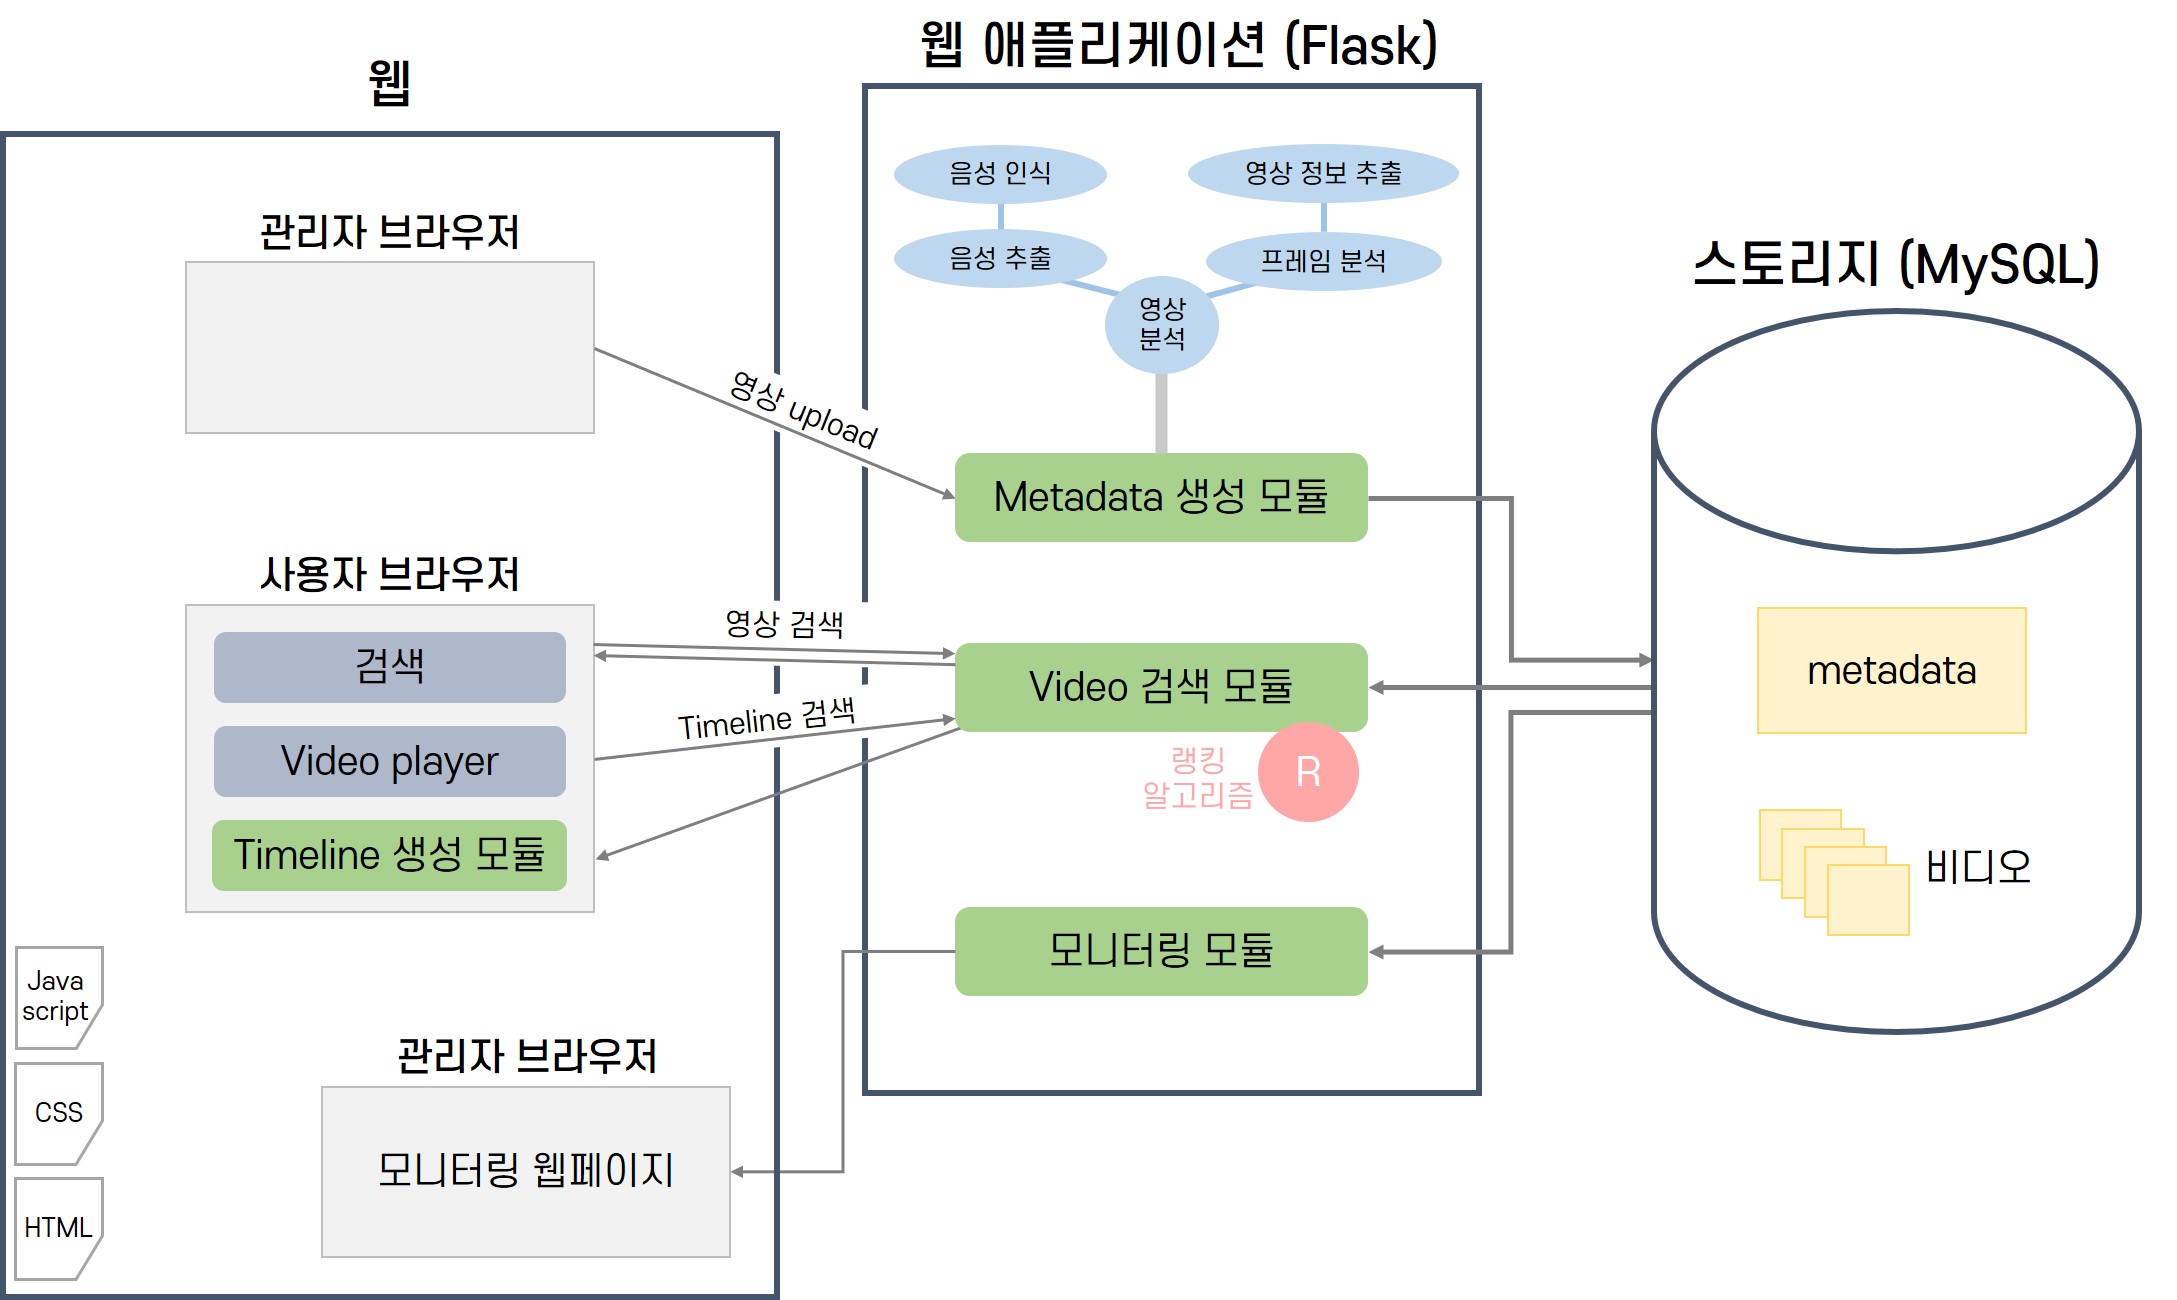 웹
관리자 브라우저
영상 upload
사용자 브라우저
검색
Video player
Timeline 생성 모듈
영상 검색
Timeline 검색
Java
script
CSS
HTML
관리자 브라우저
모니터링 웹페이지
웹 애플리케이션 (Flask)
음성 인식
영상 정보 추출
음성 추출
프레임 분석
영상
분석
Metadata 생성 모듈
Video 검색 모듈
랭킹
알고리즘
R
모니터링 모듈
스토리지 (MySQL)
metadata
비디오